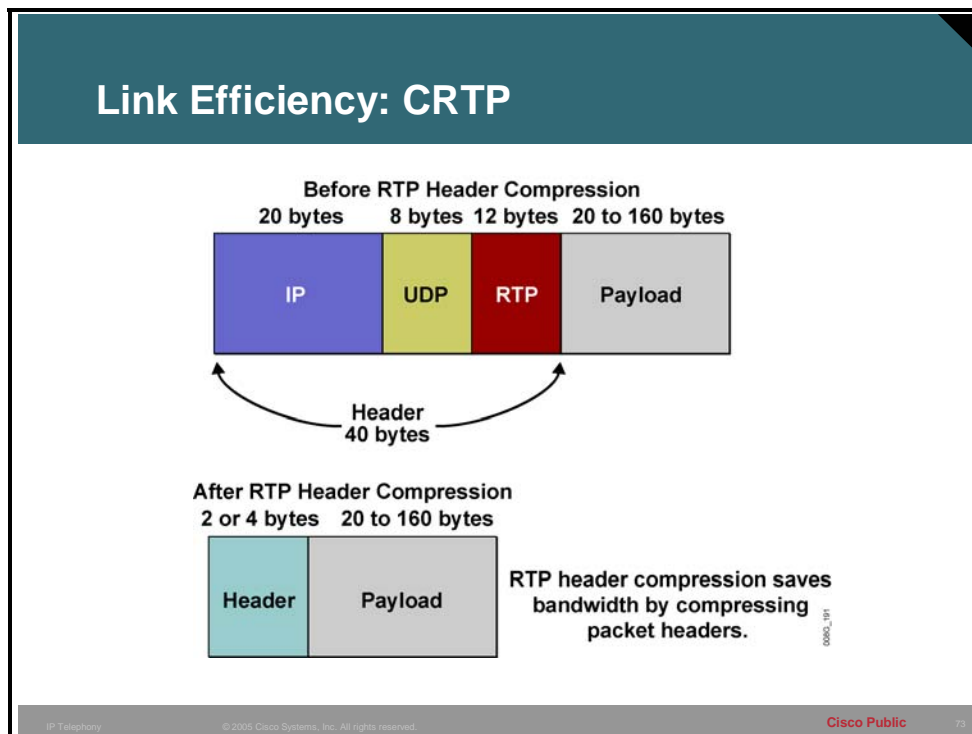 Link Efficiency: CRTP
Before RTP Header Compression
20 bytes 8 bytes 12 bytes 20 to 160 bytes
IP UDP RTP Payload
Header
40 bytes
After RTP Header Compression
2 or 4 bytes 20 to 160 bytes
Header Payload
RTP header compression saves
bandwidth by compressing
packet headers.
008G_191
IP Telephony © 2005 Cisco Systems, Inc. All rights reserved. Cisco Public 73